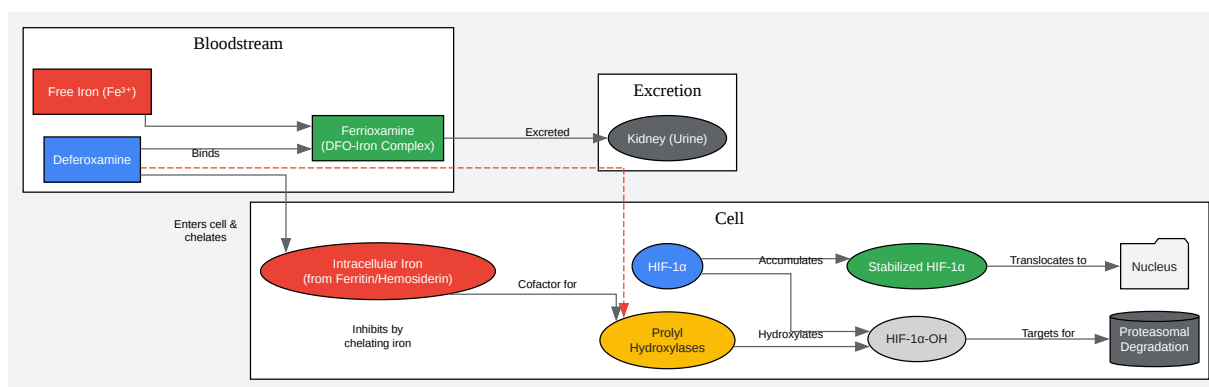 Bloodstream
Free Iron (Fe³⁺)
Deferoxamine
Binds
Ferrioxamine
(DFO-Iron Complex)
Excreted
Excretion
Kidney (Urine)
Enters cell &
chelates
Cell
Intracellular Iron
(from Ferritin/Hemosiderin)
Cofactor for
Inhibits by
chelating iron
HIF-1α
Accumulates
Stabilized HIF-1α
Translocates to
Nucleus
Prolyl
Hydroxylases
Hydroxylates
HIF-1α-OH
Targets for
Proteasomal
Degradation